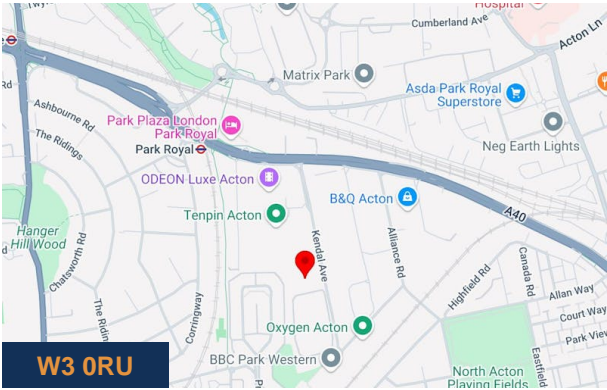 Hospital
Cumberland Ave
Acton Ln
Matrix Park
Asda Park Royal
Superstore
Rd
Ashbourne Rd
The Ridings
Park Plaza London
Park Royal
Park Royal
Neg Earth Lights
ODEON Luxe Acton
B&Q Acton
A40
Tenpin Acton
Hanger
Hill Wood
Chatsworth Rd
Kendal Ave
Alliance Rd
Canada Rd
Highfield Rd
Allan Way
The Ridin
Corringway
Court Way
Oxygen Acton
Park View
BBC Park Western
W3 0RU
North Acton
Playing Fields
Eastfield